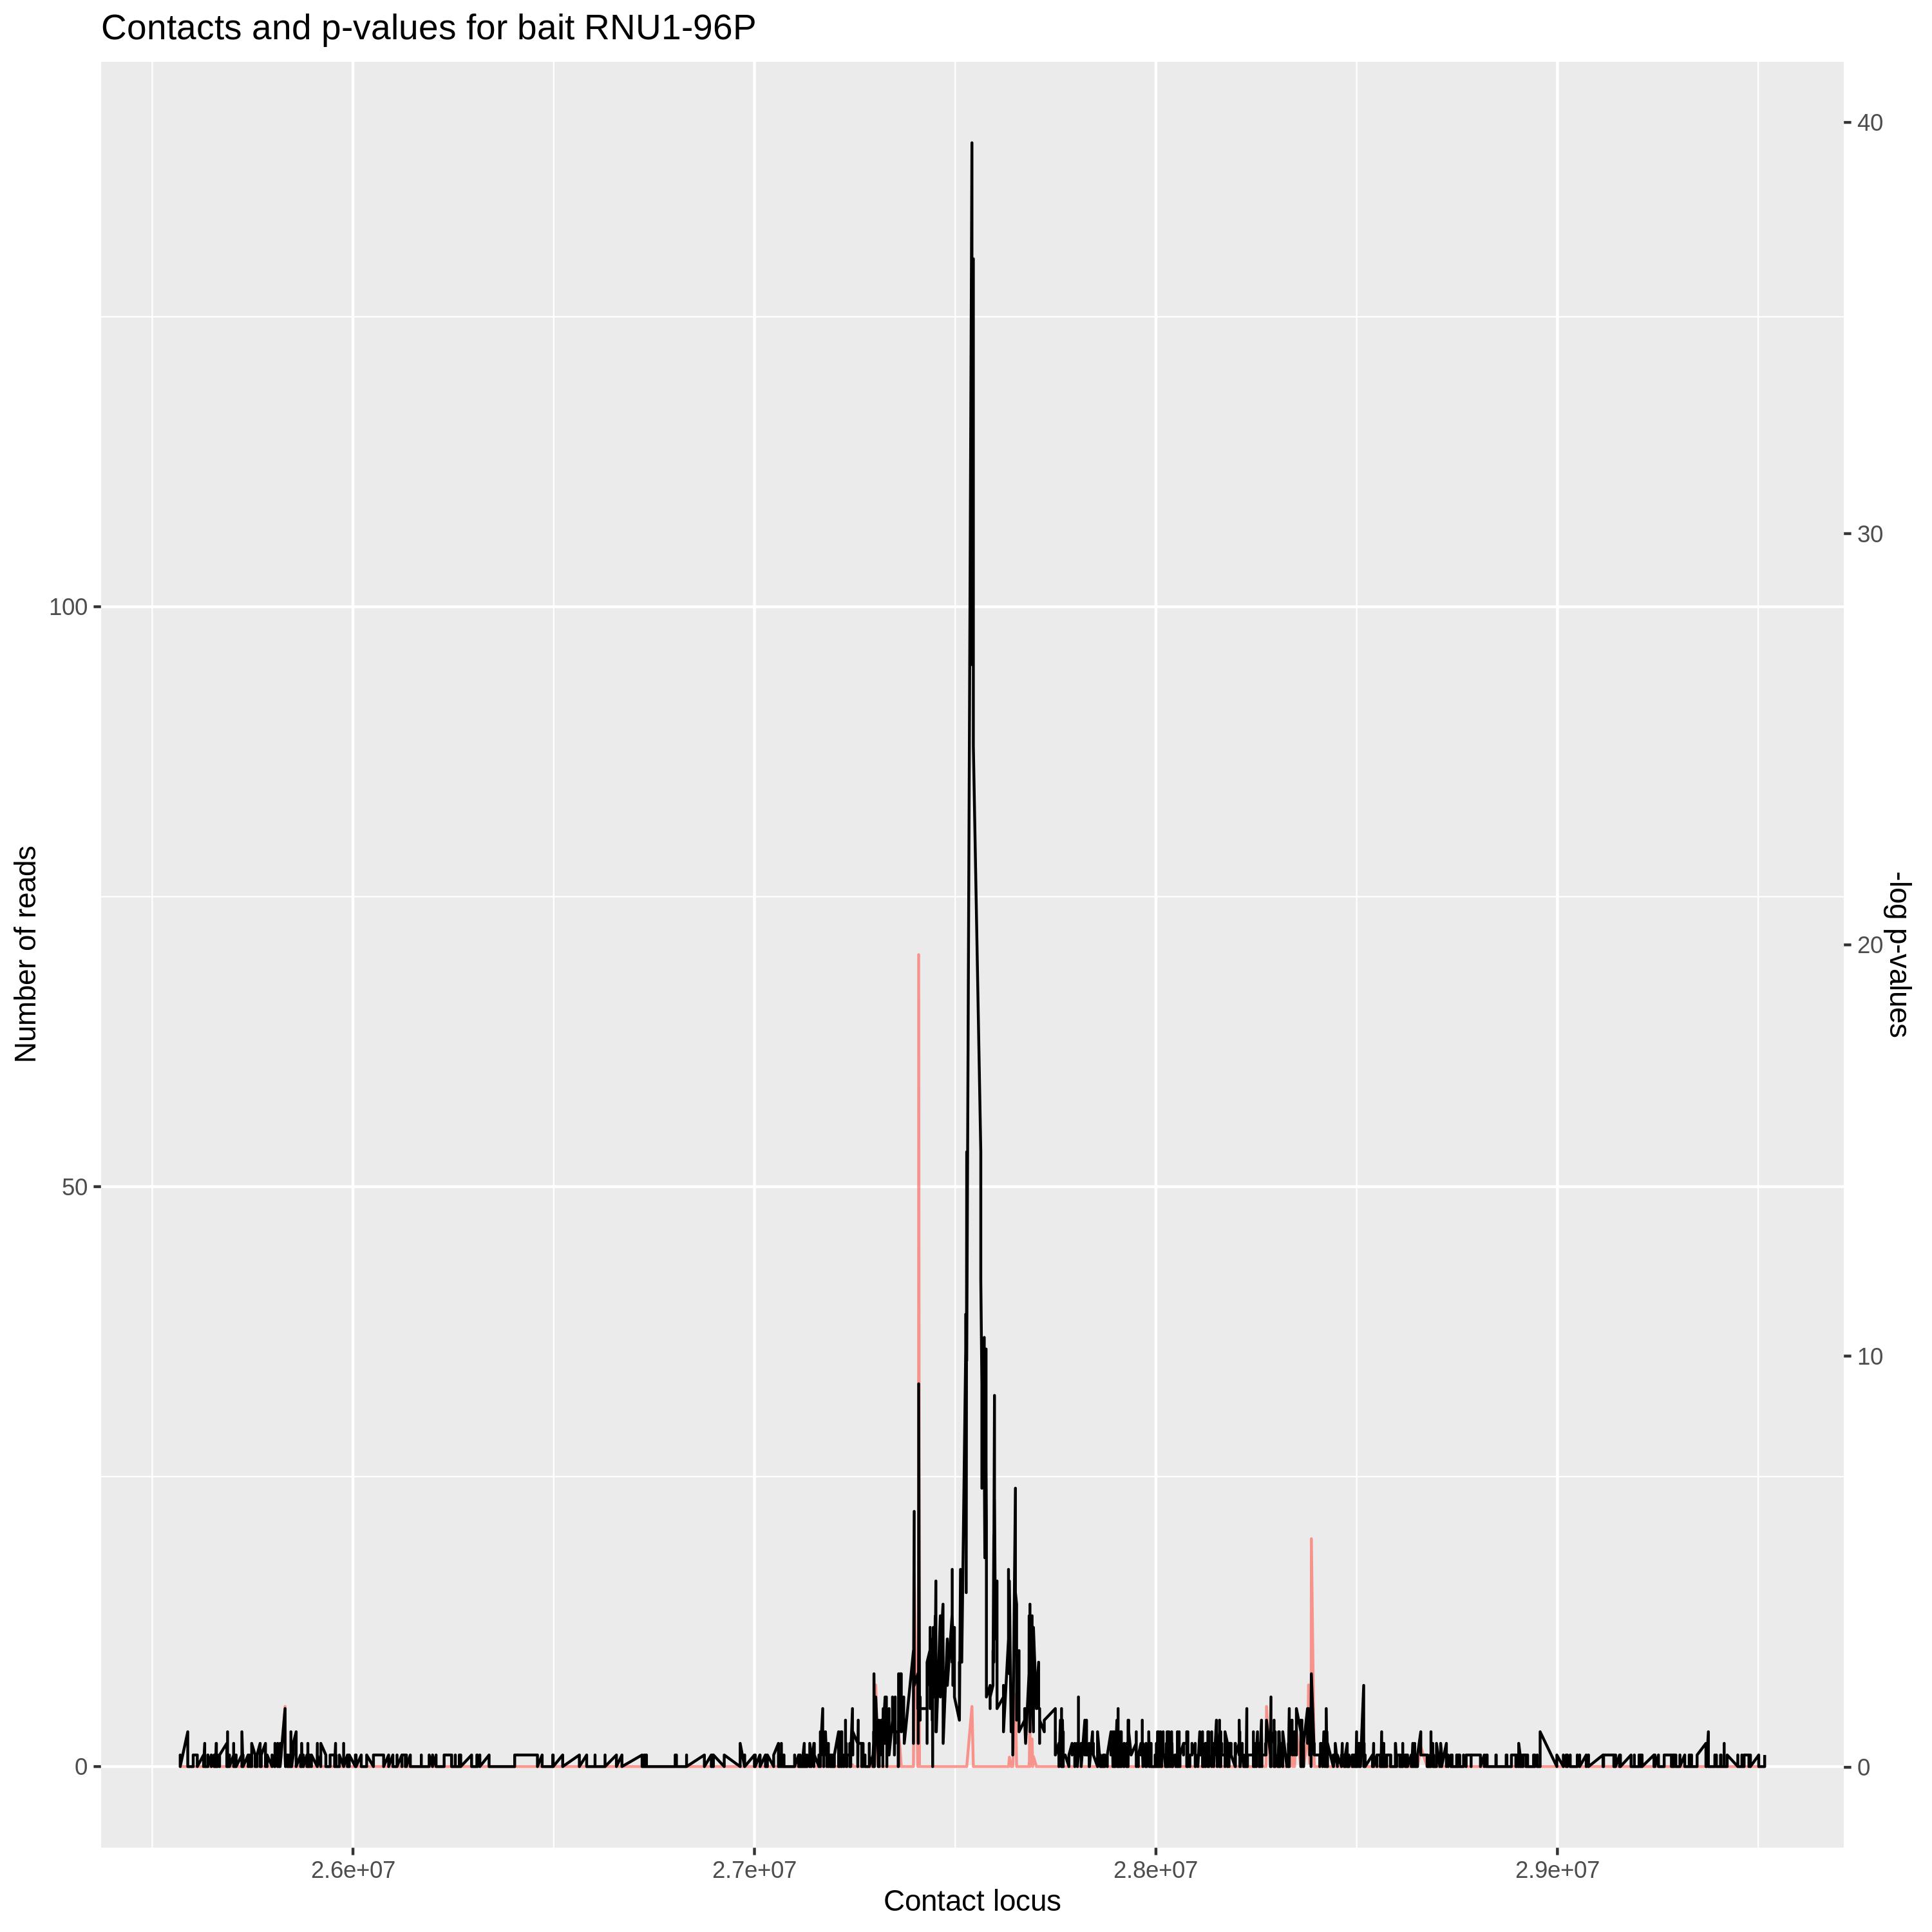 Contacts and p-values for bait RNU1-96P
Number of reads
100
50
0
40
30
20
10
0
-log p-values
2.6e+07
2.7e+07
2.8e+07
2.9e+07
Contact locus